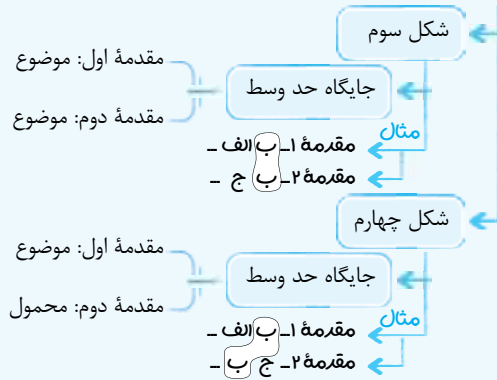 شکل سوم
جایگاه حد وسط
مقدمهٔ اول: موضوع
مقدمهٔ دوم: موضوع
مثال
مقدمهٔ ۱ـ ب الف ـ
مقدمهٔ ۲ـ ب ج ـ
شکل چهارم
جایگاه حد وسط
مقدمهٔ اول: موضوع
مقدمهٔ دوم: محمول
مثال
مقدمهٔ ۱ـ ب الف ـ
مقدمهٔ ۲ـ ج ب ـ